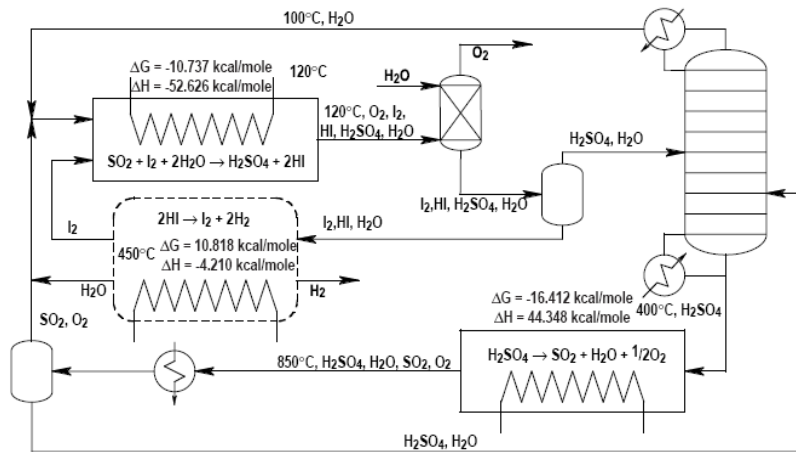 100°C, H2O
ΔG = -10.737 kcal/mole
ΔH = -52.626 kcal/mole
120°C
O2
H2O
120°C, O2, I2,
HI, H2SO4, H2O
SO2 + I2 + 2H2O → H2SO4 + 2HI
H2SO4, H2O
I2,HI, H2SO4, H2O
I2
2HI → I2 + 2H2
I2,HI, H2O
450°C
ΔG = 10.818 kcal/mole
ΔH = -4.210 kcal/mole
H2O
H2
ΔG = -16.412 kcal/mole
ΔH = 44.348 kcal/mole
400°C, H2SO4
SO2, O2
H2SO4 → SO2 + H2O + 1/2O2
850°C, H2SO4, H2O, SO2, O2
H2SO4, H2O